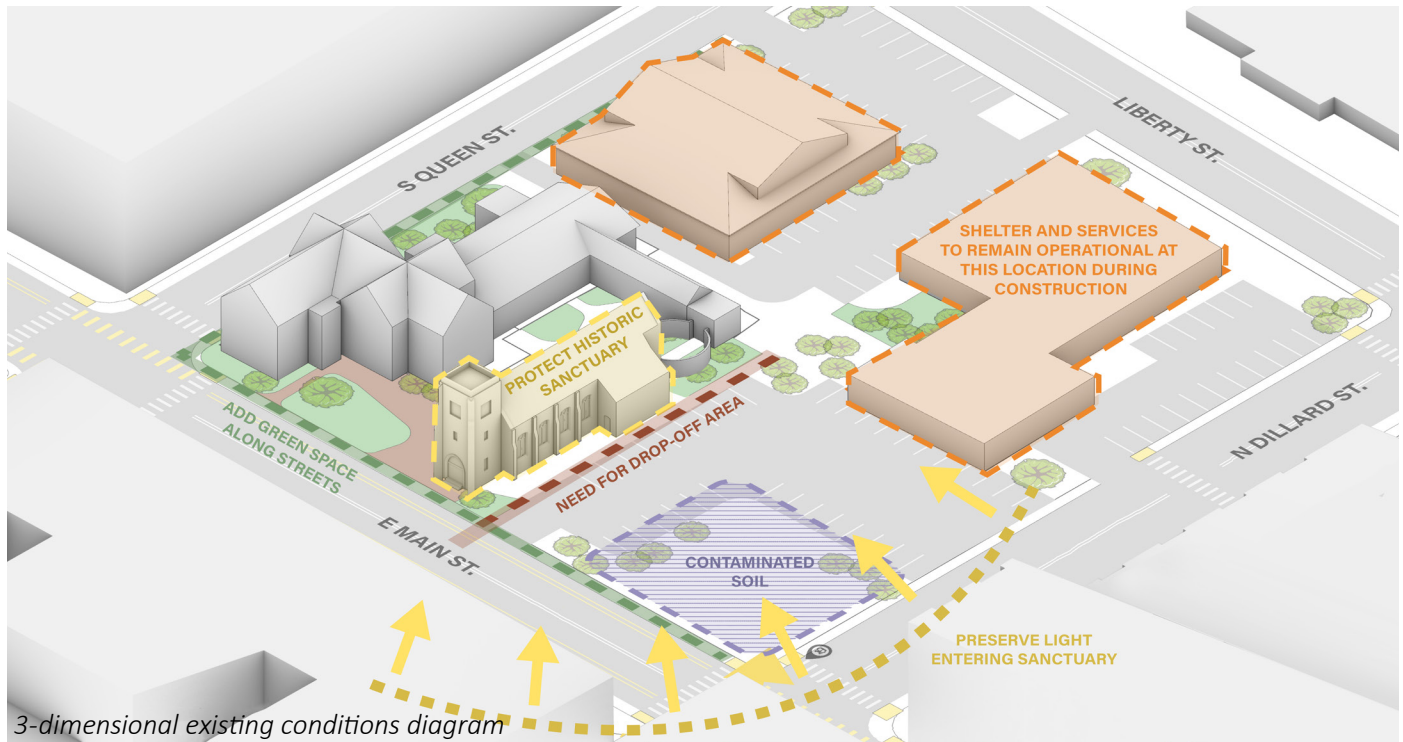 S QUEEN ST.
LIBERTY ST.
SHELTER AND SERVICES
TO REMAIN OPERATIONAL AT
THIS LOCATION DURING
CONSTRUCTION
PROTECT HISTORIC
SANCTUARY
N DILLARD ST.
ADD GREEN SPACE
ALONG STREETS
NEED FOR DROP-OFF AREA
E MAIN ST.
CONTAMINATED
SOIL
PRESERVE LIGHT
ENTERING SANCTUARY
3-dimensional existing conditions diagram